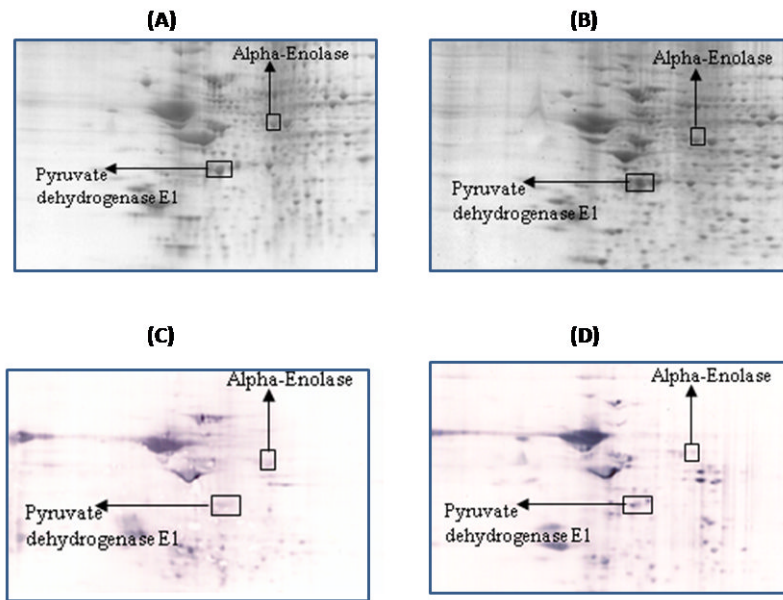 (A)
Alpha-Enolase
Pyruvate
dehydrogenase E1
(B)
Alpha-Enolase
Pyruvate
dehydrogenase E1
(C)
Alpha-Enolase
Pyruvate
dehydrogenase E1
(D)
Alpha-Enolase
Pyruvate
dehydrogenase E1